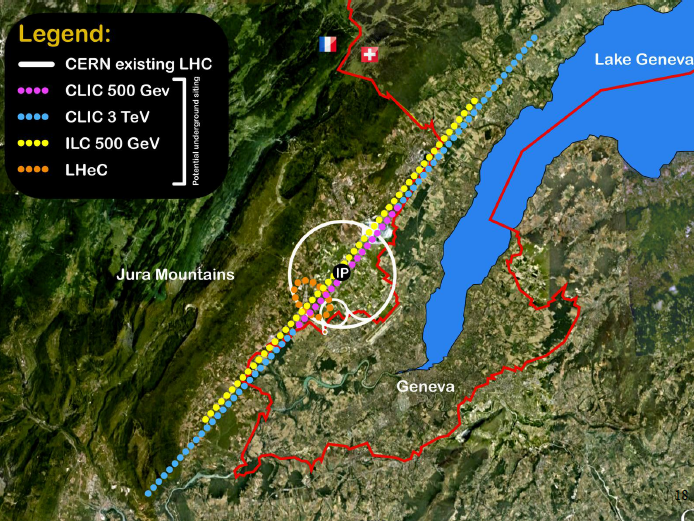 Legend:
CERN existing LHC
CLIC 500 Gev
CLIC 3 TeV
ILC 500 GeV
LHeC
Potential underground siting
Lake Geneva
Jura Mountains
IP
Geneva
18